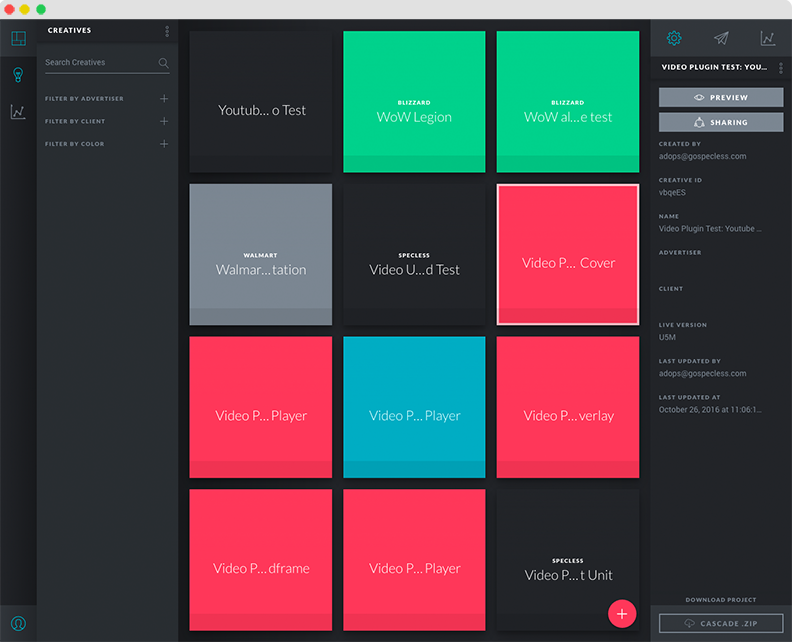 CREATIVES
Search Creatives
FILTER BY ADVERTISER
FILTER BY CLIENT
FILTER BY COLOR
Youtub...o Test
BLIZZARD
WoW Legion
BLIZZARD
WoW al...e test
WALMART
Walmar...tation
SPECLESS
Video U...d Test
Video P... Cover
Video P...Player
Video P...Player
Video P...verlay
Video P...dframe
Video P...Player
SPECLESS
Video P...t Unit
VIDEO PLUGIN TEST: YOU...
PREVIEW
SHARING
CREATED BY
adops@gospecless.com
CREATIVE ID
vbqeES
NAME
Video Plugin Test: Youtube ...
ADVERTISER
CLIENT
LIVE VERSION
U5M
LAST UPDATED BY
adops@gospecless.com
LAST UPDATED AT
October 26, 2016 at 11:06:1...
DOWNLOAD PROJECT
CASCADE .ZIP